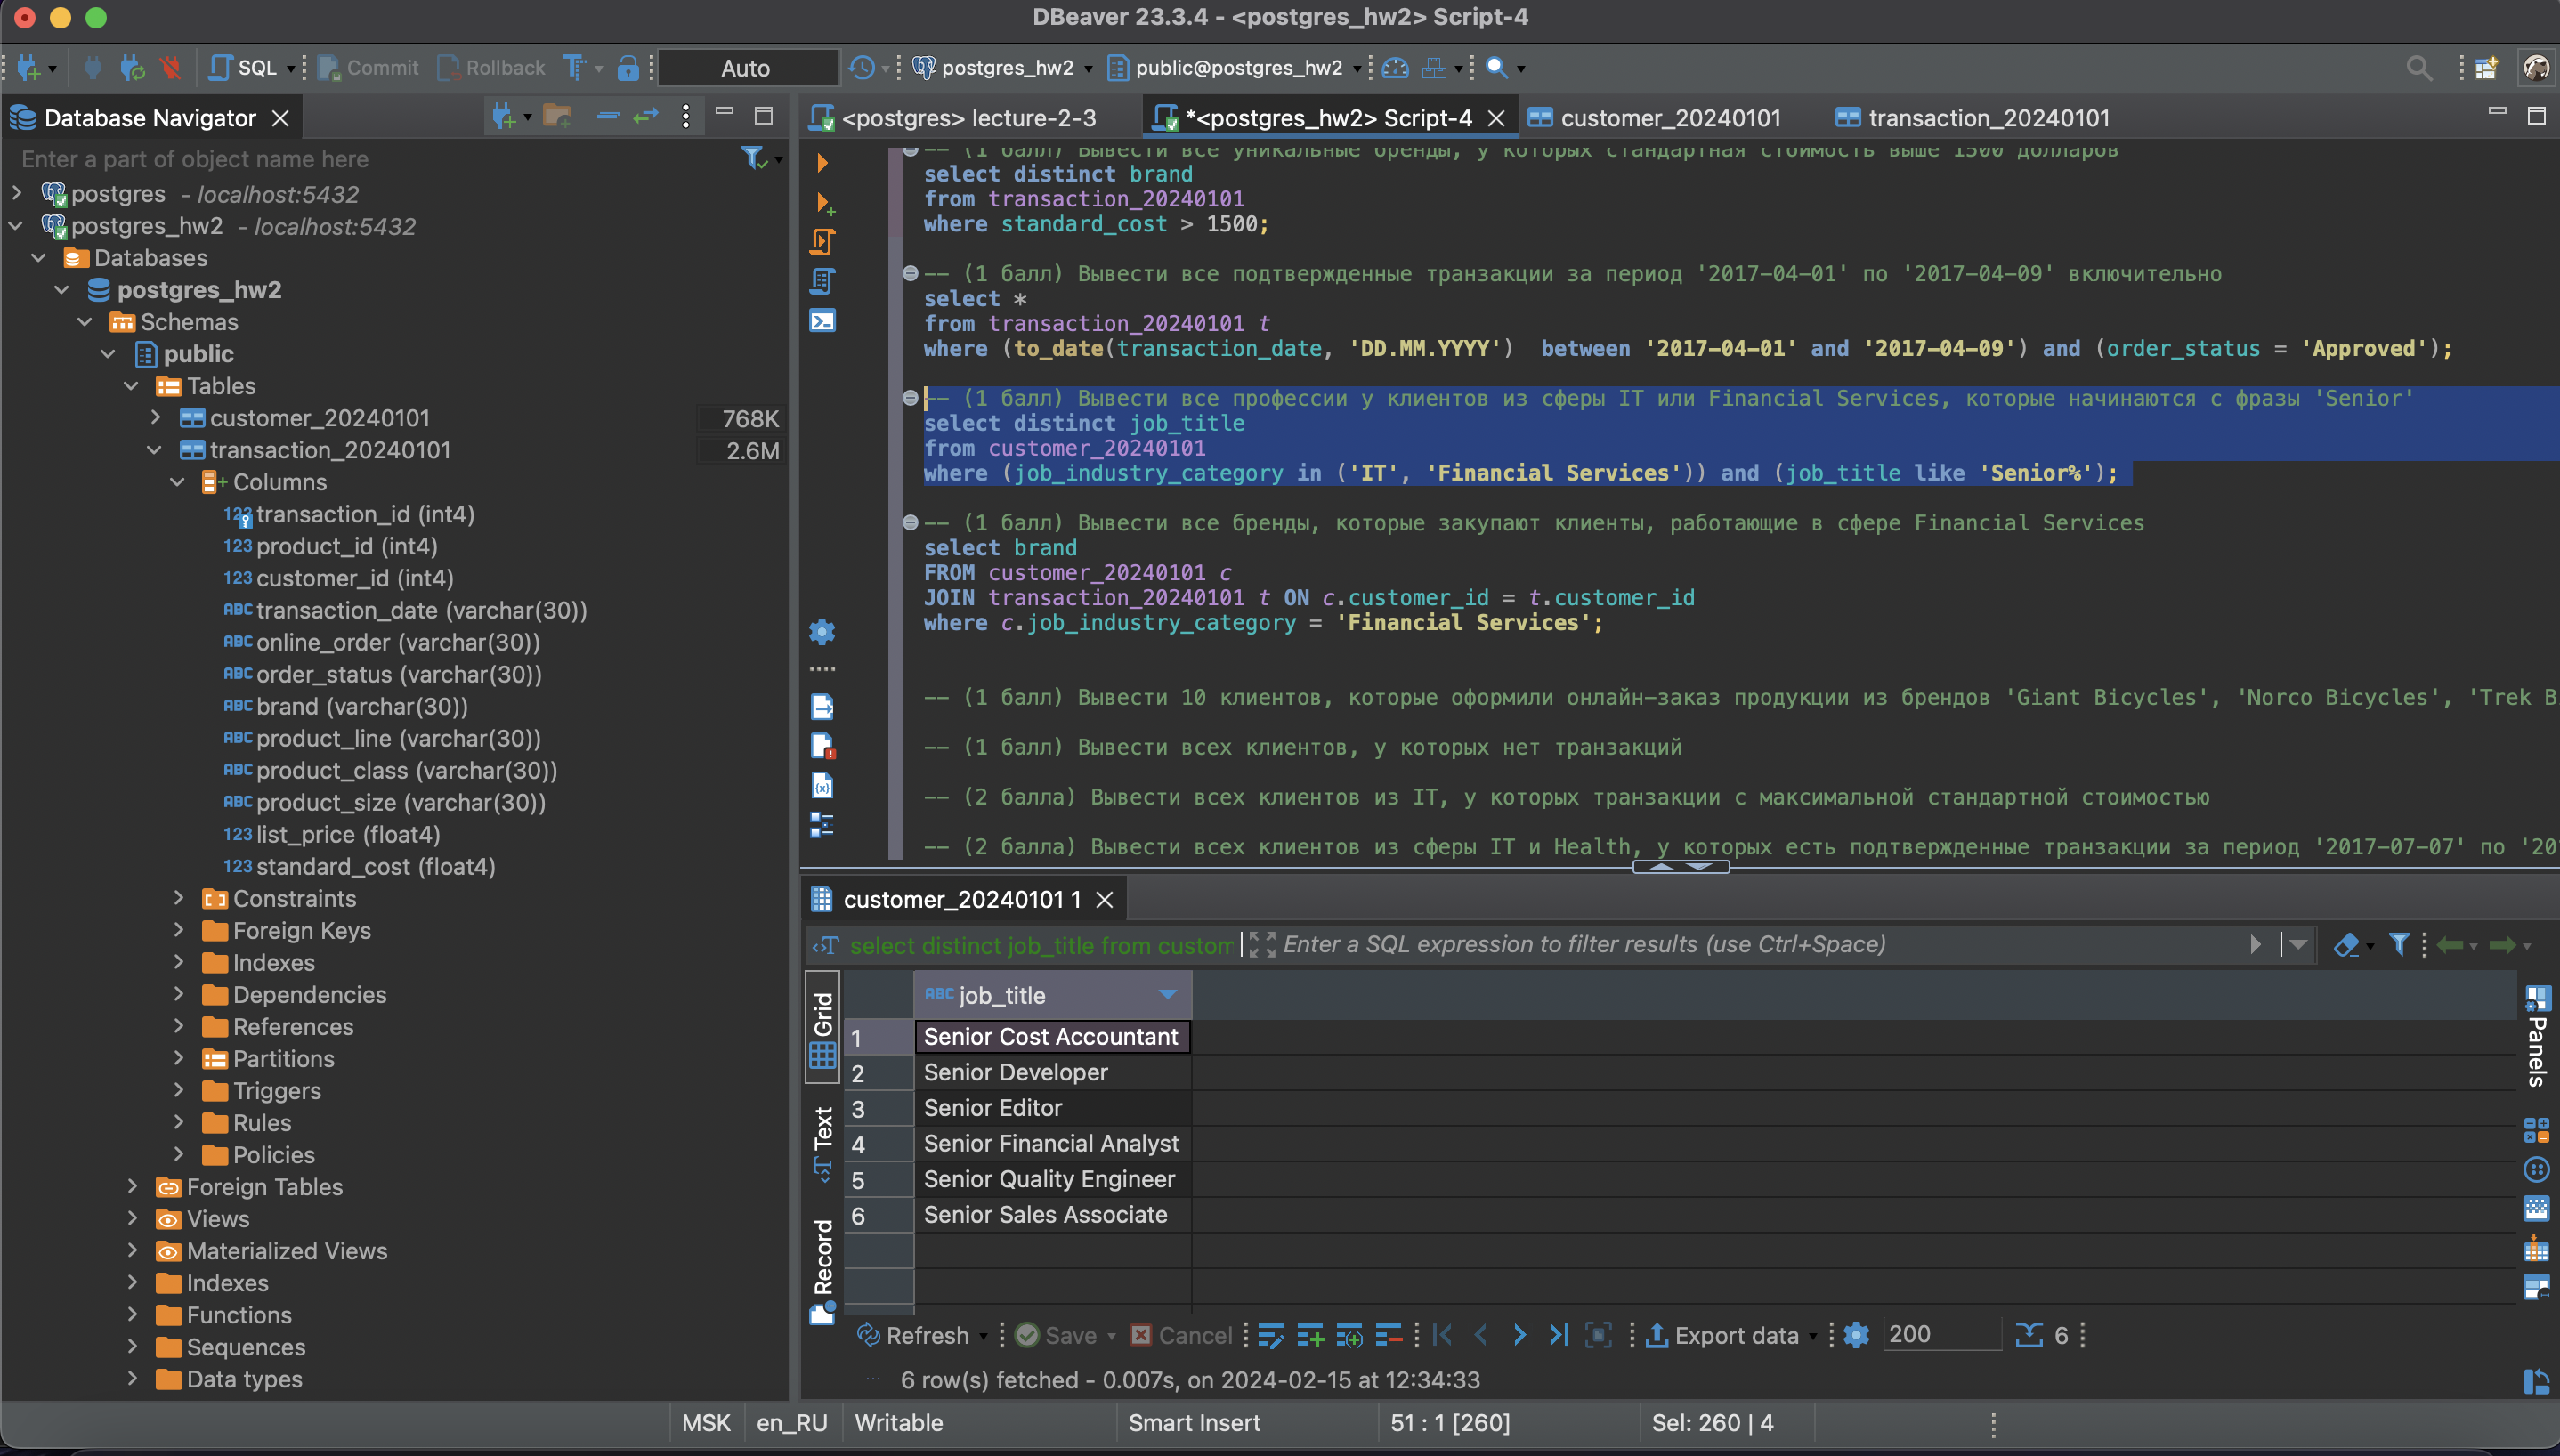 DBeaver 23.3.4 - <postgres_hw2> Script-4
SQL Commit Rollback Auto postgres_hw2 public@postgres_hw2
Database Navigator
<postgres> lecture-2-3 *<postgres_hw2> Script-4 customer_20240101 transaction_20240101
Enter a part of object name here
postgres - localhost:5432
postgres_hw2 - localhost:5432
Databases
postgres_hw2
Schemas
public
Tables
customer_20240101 768K
transaction_20240101 2.6M
Columns
123 transaction_id (int4)
123 product_id (int4)
123 customer_id (int4)
ABC transaction_date (varchar(30))
ABC online_order (varchar(30))
ABC order_status (varchar(30))
ABC brand (varchar(30))
ABC product_line (varchar(30))
ABC product_class (varchar(30))
ABC product_size (varchar(30))
123 list_price (float4)
123 standard_cost (float4)
Constraints
Foreign Keys
Indexes
Dependencies
References
Partitions
Triggers
Rules
Policies
Foreign Tables
Views
Materialized Views
Indexes
Functions
Sequences
Data types
-- (1 балл) Вывести все уникальные бренды, у которых стандартная стоимость выше 1500 долларов
select distinct brand
from transaction_20240101
where standard_cost > 1500;
-- (1 балл) Вывести все подтвержденные транзакции за период '2017-04-01' по '2017-04-09' включительно
select *
from transaction_20240101 t
where (to_date(transaction_date, 'DD.MM.YYYY')  between '2017-04-01' and '2017-04-09') and (order_status = 'Approved');
-- (1 балл) Вывести все профессии у клиентов из сферы IT или Financial Services, которые начинаются с фразы 'Senior'
select distinct job_title
from customer_20240101
where (job_industry_category in ('IT', 'Financial Services')) and (job_title like 'Senior%');
-- (1 балл) Вывести все бренды, которые закупают клиенты, работающие в сфере Financial Services
select brand
FROM customer_20240101 c
JOIN transaction_20240101 t ON c.customer_id = t.customer_id
where c.job_industry_category = 'Financial Services';
-- (1 балл) Вывести 10 клиентов, которые оформили онлайн-заказ продукции из брендов 'Giant Bicycles', 'Norco Bicycles', 'Trek B
-- (1 балл) Вывести всех клиентов, у которых нет транзакций
-- (2 балла) Вывести всех клиентов из IT, у которых транзакции с максимальной стандартной стоимостью
-- (2 балла) Вывести всех клиентов из сферы IT и Health, у которых есть подтвержденные транзакции за период '2017-07-07' по '20
customer_20240101 1
select distinct job_title from custom Enter a SQL expression to filter results (use Ctrl+Space)
Grid
Text
Record
Panels
ABC job_title
1 Senior Cost Accountant
2 Senior Developer
3 Senior Editor
4 Senior Financial Analyst
5 Senior Quality Engineer
6 Senior Sales Associate
Refresh Save Cancel Export data 200 6
6 row(s) fetched - 0.007s, on 2024-02-15 at 12:34:33
MSK en_RU Writable Smart Insert 51 : 1 [260] Sel: 260 | 4